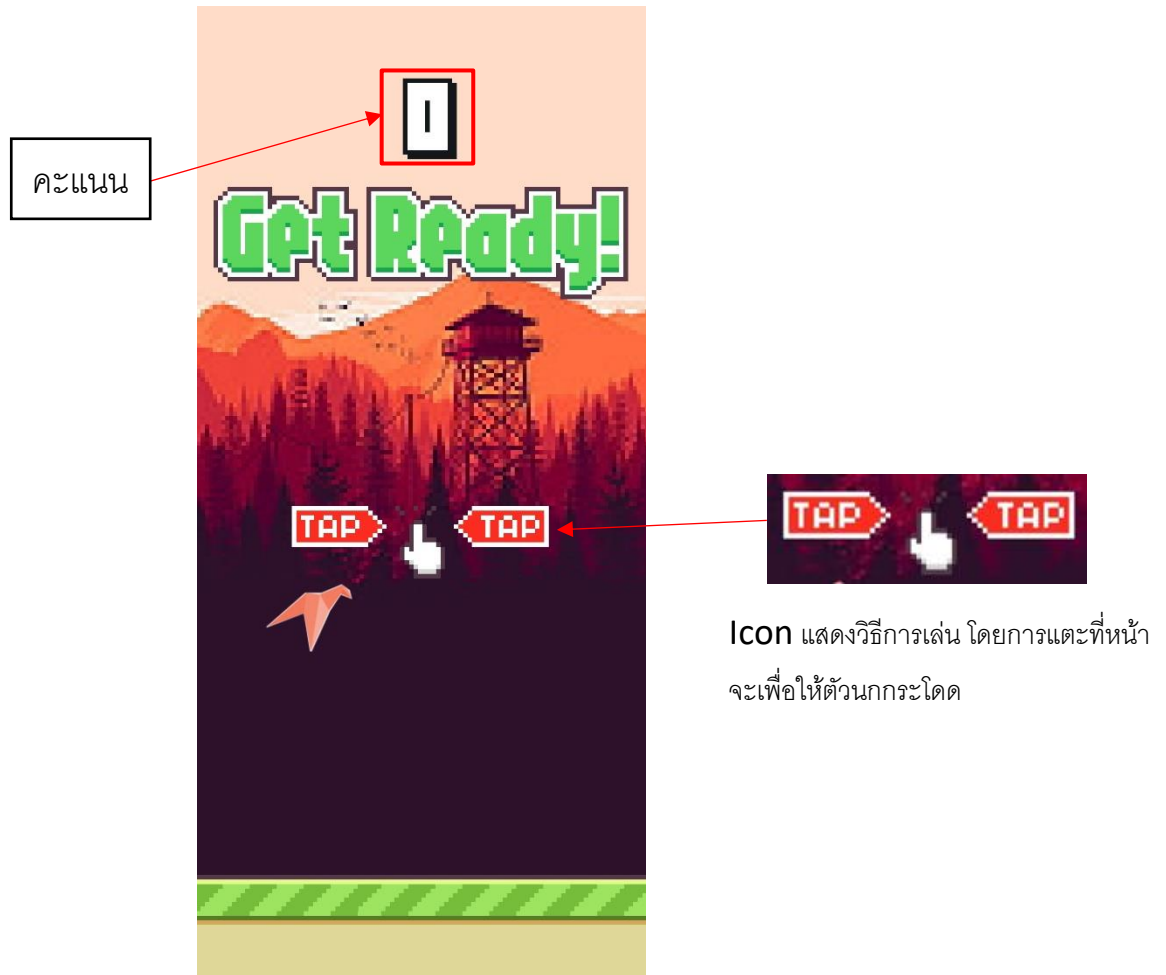 0
คะแนน
Get Ready!
TAP TAP
TAP TAP
Icon แสดงวิธีการเล่น โดยการแตะที่หน้า
จะเพื่อให้ตัวนกกระโดด